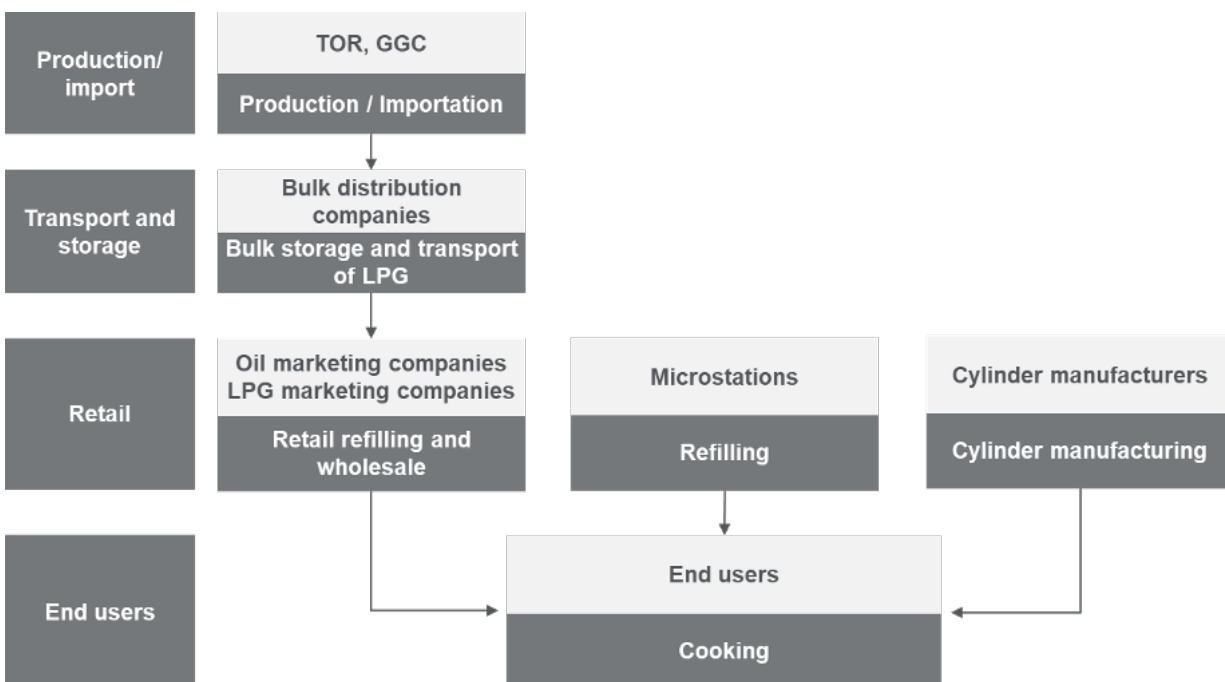 Production/
import
TOR, GGC
Production / Importation
Transport and
storage
Bulk distribution
companies
Bulk storage and transport
of LPG
Retail
Oil marketing companies
LPG marketing companies
Retail refilling and
wholesale
Microstations
Refilling
Cylinder manufacturers
Cylinder manufacturing
End users
End users
Cooking